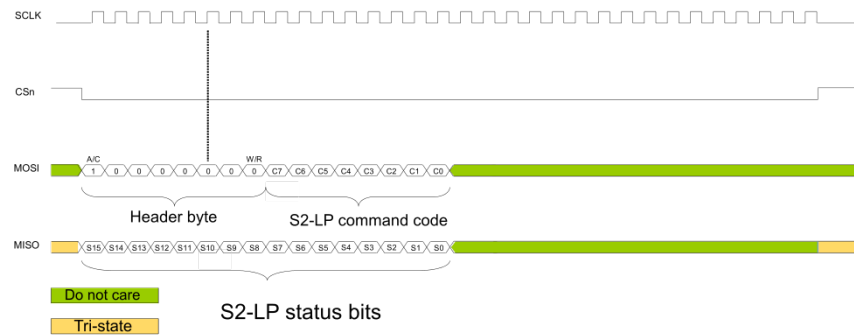 SCLK
CSn
A/C W/R
MOSI 1 0 0 0 0 0 0 0 C7 C6 C5 C4 C3 C2 C1 C0
Header byte S2-LP command code
MISO S15 S14 S13 S12 S11 S10 S9 S8 S7 S6 S5 S4 S3 S2 S1 S0
Do not care
S2-LP status bits
Tri-state